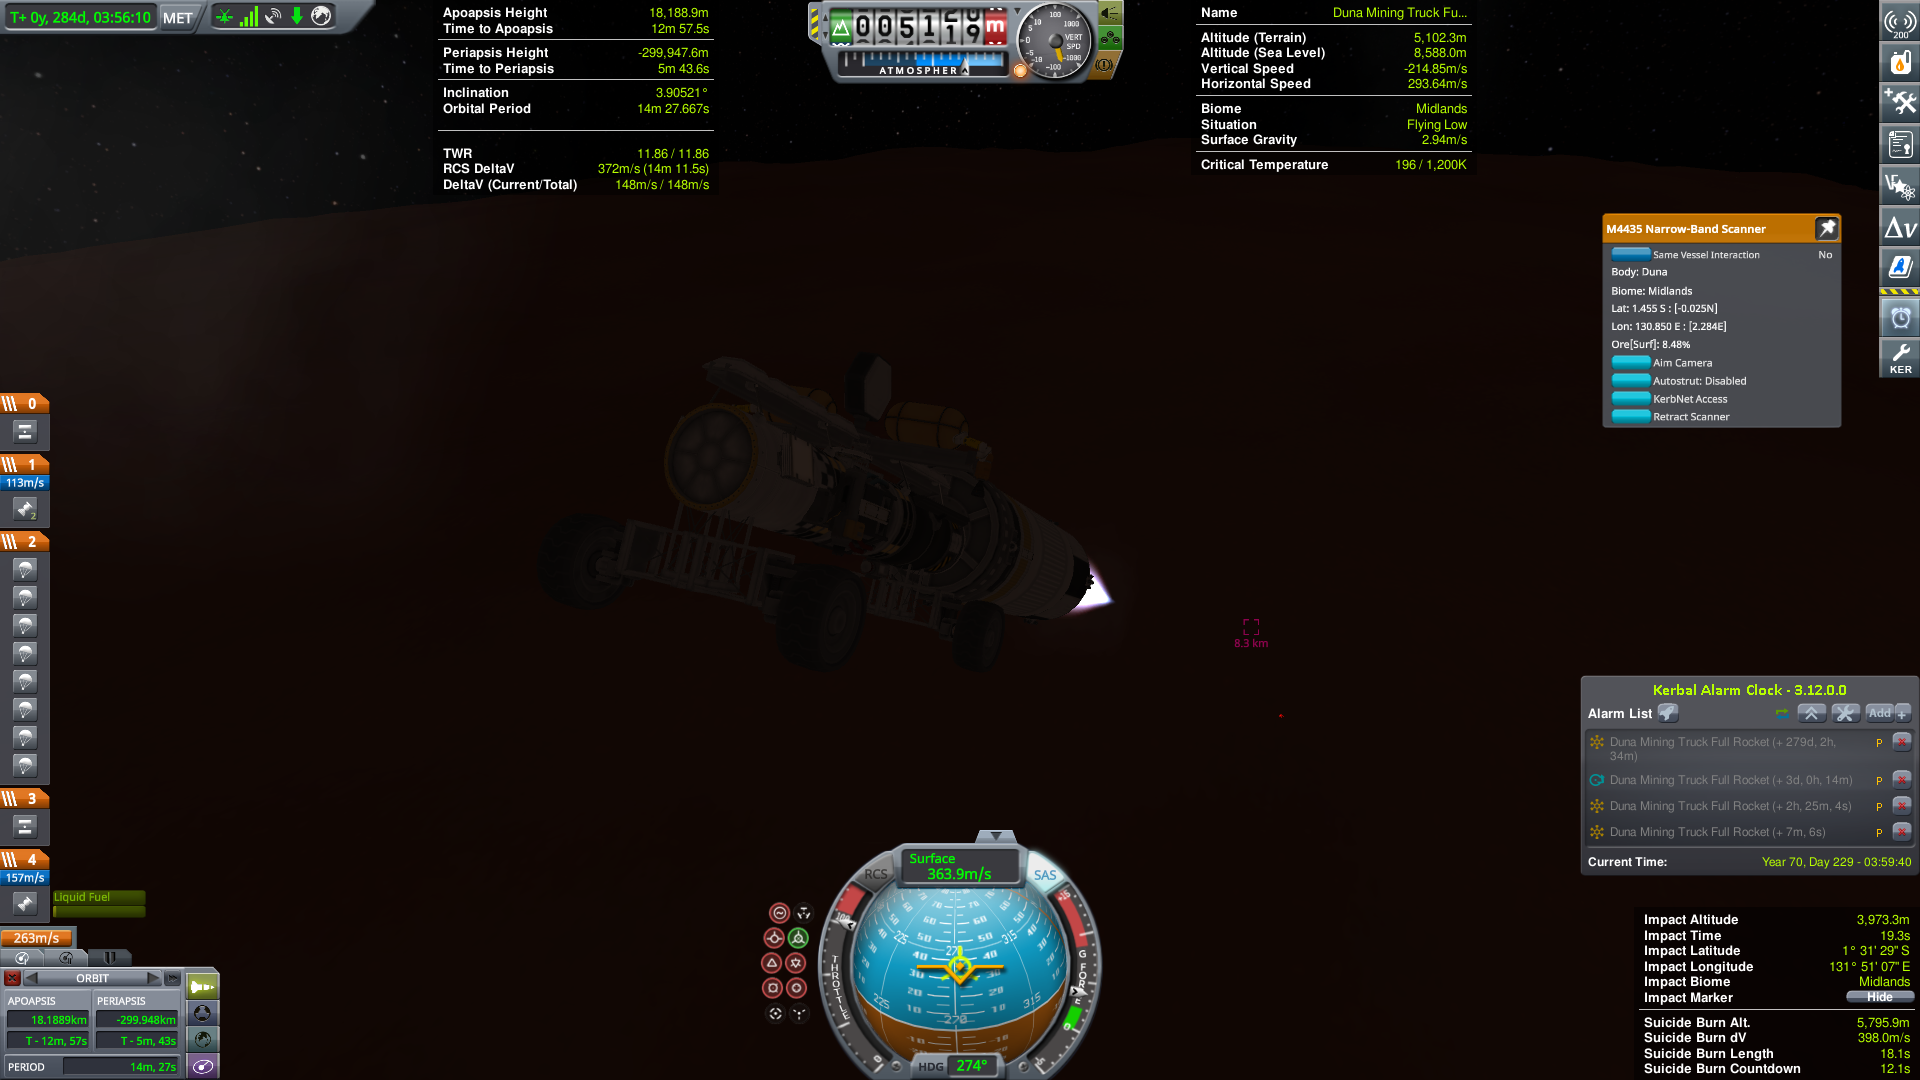 T+ 0y, 284d, 03:56:10 MET
Apoapsis Height 18,188.9m
Time to Apoapsis 12m 57.5s
Periapsis Height -299,947.6m
Time to Periapsis 5m 43.6s
Inclination 3.90521°
Orbital Period 14m 27.667s
TWR 11.86 / 11.86
RCS DeltaV 372m/s (14m 11.5s)
DeltaV (Current/Total) 148m/s / 148m/s
m
ATMOSPHER
VERT
SPD
Name Duna Mining Truck Fu...
Altitude (Terrain) 5,102.3m
Altitude (Sea Level) 8,588.0m
Vertical Speed -214.85m/s
Horizontal Speed 293.64m/s
Biome Midlands
Situation Flying Low
Surface Gravity 2.94m/s
Critical Temperature 196 / 1,200K
200
Δv
KER
M4435 Narrow-Band Scanner
Same Vessel Interaction No
Body: Duna
Biome: Midlands
Lat: 1.455 S : [-0.025N]
Lon: 130.850 E : [2.284E]
Ore[Surf]: 8.48%
Aim Camera
Autostrut: Disabled
KerbNet Access
Retract Scanner
0
1
113m/s
2
2
3
4
157m/s
Liquid Fuel
263m/s
ORBIT
APOAPSIS PERIAPSIS
18.1889km -299.948km
T - 12m, 57s T - 5m, 43s
PERIOD 14m, 27s
8.3 km
Surface
363.9m/s
RCS SAS
THROTTLE
G FORCE
HDG 274°
Kerbal Alarm Clock - 3.12.0.0
Alarm List Add +
Duna Mining Truck Full Rocket (+ 279d, 2h, 34m) P
Duna Mining Truck Full Rocket (+ 3d, 0h, 14m) P
Duna Mining Truck Full Rocket (+ 2h, 25m, 4s) P
Duna Mining Truck Full Rocket (+ 7m, 6s) P
Current Time: Year 70, Day 229 - 03:59:40
Impact Altitude 3,973.3m
Impact Time 19.3s
Impact Latitude 1° 31' 29" S
Impact Longitude 131° 51' 07" E
Impact Biome Midlands
Impact Marker Hide
Suicide Burn Alt. 5,795.9m
Suicide Burn dV 398.0m/s
Suicide Burn Length 18.1s
Suicide Burn Countdown 12.1s